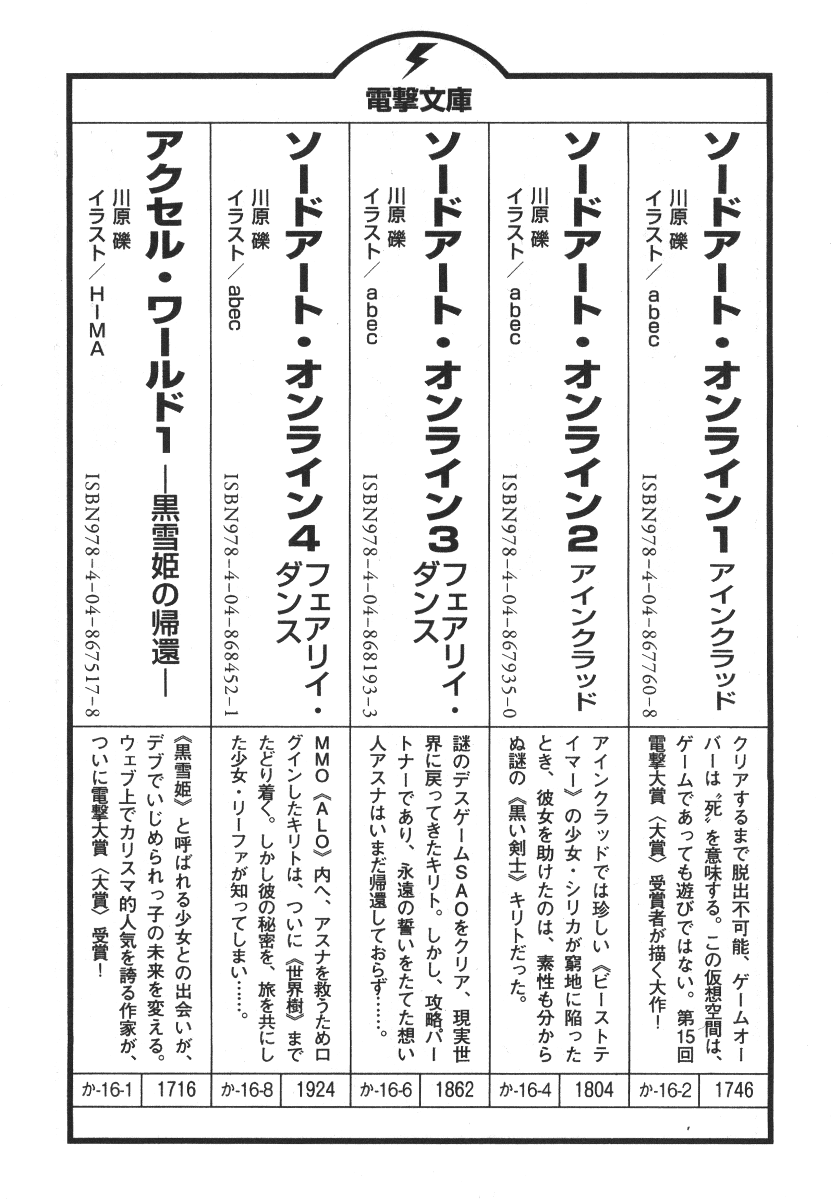 電撃文庫
ソードアート・オンライン1 アインクラッド
川原 礫
イラスト／abec
ISBN978-4-04-867760-8
クリアするまで脱出不可能、ゲームオー
バーは〝死〟を意味する。この仮想空間は、
ゲームであっても遊びではない。第15回
電撃大賞〈大賞〉受賞者が描く大作！
か-16-2
1746
ソードアート・オンライン2 アインクラッド
川原 礫
イラスト／abec
ISBN978-4-04-867935-0
アインクラッドでは珍しい《ビーストテ
イマー》の少女・シリカが窮地に陥った
とき、彼女を助けたのは、素性も分から
ぬ謎の《黒い剣士》キリトだった。
か-16-4
1804
ソードアート・オンライン3 フェアリィ・
ダンス
川原 礫
イラスト／abec
ISBN978-4-04-868193-3
謎のデスゲームSAOをクリア、現実世
界に戻ってきたキリト。しかし、攻略パー
トナーであり、永遠の誓いをたてた想い
人アスナはいまだ帰還しておらず……。
か-16-6
1862
ソードアート・オンライン4 フェアリィ・
ダンス
川原 礫
イラスト／abec
ISBN978-4-04-868452-1
MMO《ALO》内へ、アスナを救うためロ
グインしたキリトは、ついに《世界樹》まで
たどり着く。しかし彼の秘密を、旅を共にし
た少女・リーファが知ってしまい……。
か-16-8
1924
アクセル・ワールド1 ―黒雪姫の帰還―
川原 礫
イラスト／HIMA
ISBN978-4-04-867517-8
《黒雪姫》と呼ばれる少女との出会いが、
デブでいじめられっ子の未来を変える。
ウェブ上でカリスマ的人気を誇る作家が、
ついに電撃大賞〈大賞〉受賞！
か-16-1
1716